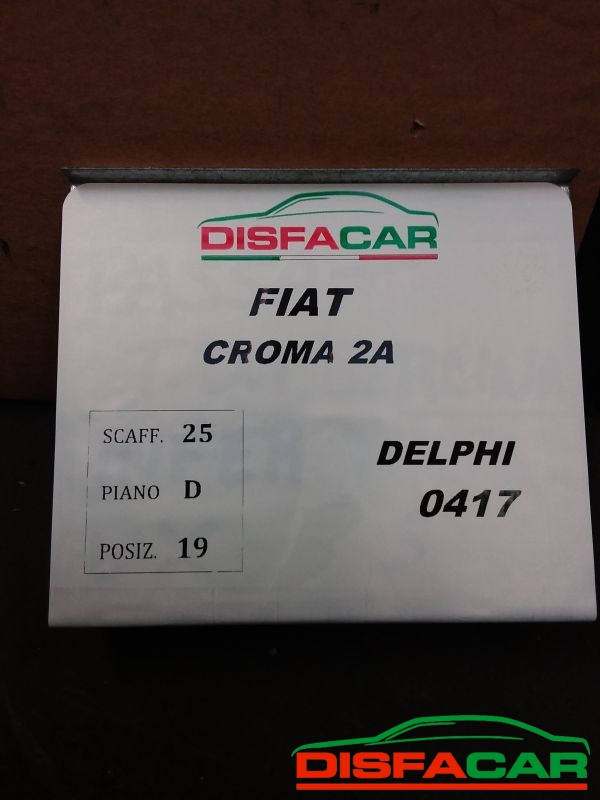 DISFACAR
FIAT
CROMA 2A
SCAFF. 25
PIANO D
POSIZ. 19
DELPHI
0417
DISFACAR